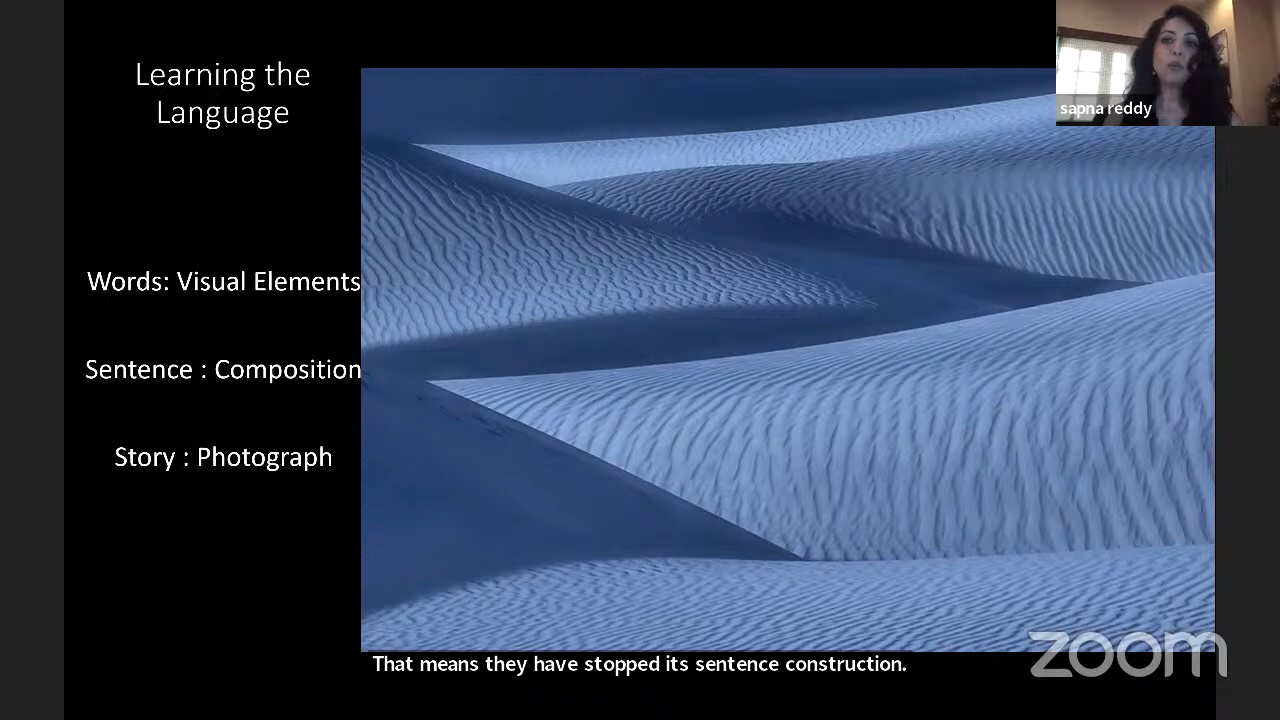 Learning the
Language
sapna reddy
Words: Visual Elements
Sentence : Composition
Story : Photograph
That means they have stopped its sentence construction.
zoom